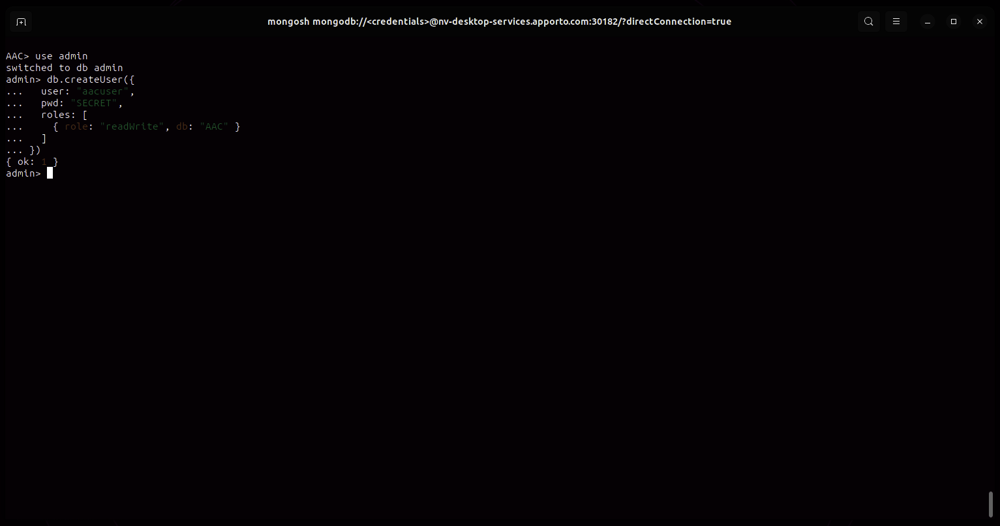 mongosh mongodb://<credentials>@nv-desktop-services.apporto.com:30182/?directConnection=true
AAC> use admin
switched to db admin
admin> db.createUser({
...   user: "aacuser",
...   pwd: "SECRET",
...   roles: [
...     { role: "readWrite", db: "AAC" }
...   ]
... })
{ ok: 1 }
admin>